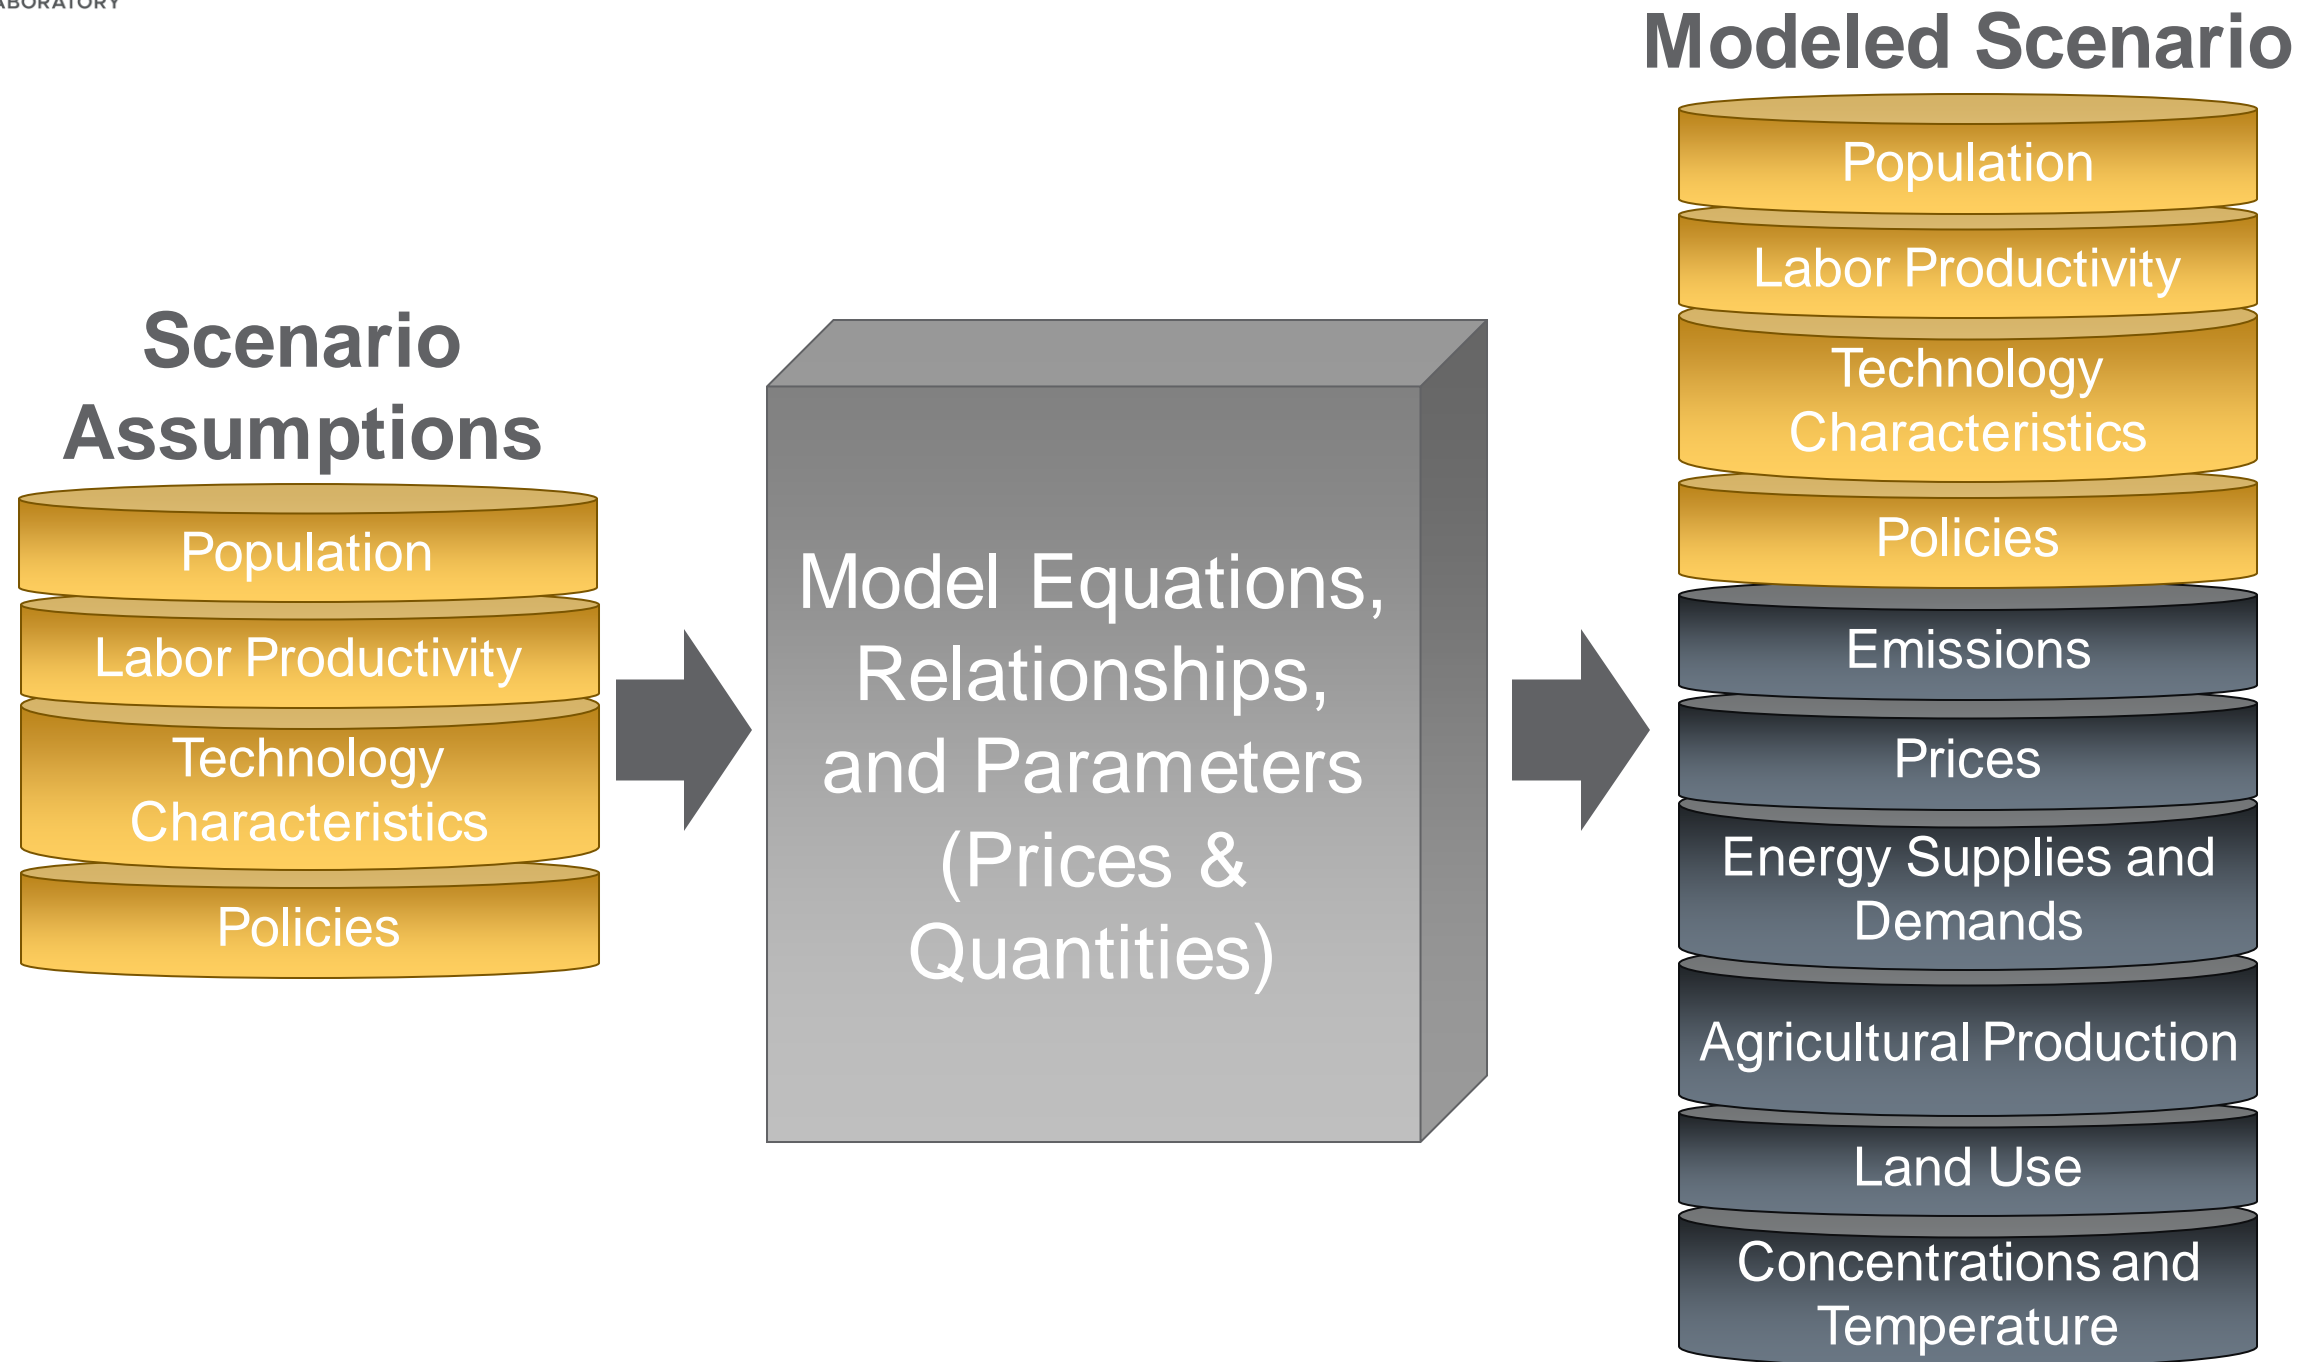 LABORATORY
Scenario
Assumptions
Population
Labor Productivity
Technology
Characteristics
Policies
Model Equations,
Relationships,
and Parameters
(Prices &
Quantities)
Modeled Scenario
Population
Labor Productivity
Technology
Characteristics
Policies
Emissions
Prices
Energy Supplies and
Demands
Agricultural Production
Land Use
Concentrations and
Temperature